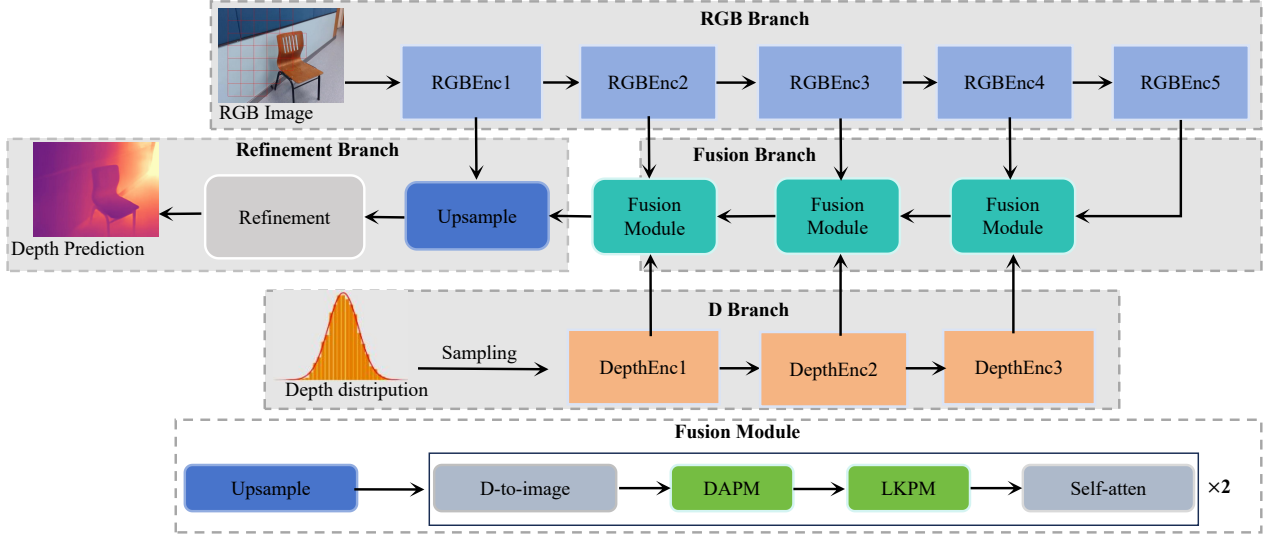 RGB Branch
RGB Image
RGBEnc1
RGBEnc2
RGBEnc3
RGBEnc4
RGBEnc5
Refinement Branch
Fusion Branch
Depth Prediction
Refinement
Upsample
Fusion
Module
Fusion
Module
Fusion
Module
D Branch
Depth distripution
Sampling
DepthEnc1
DepthEnc2
DepthEnc3
Fusion Module
Upsample
D-to-image
DAPM
LKPM
Self-atten
×2